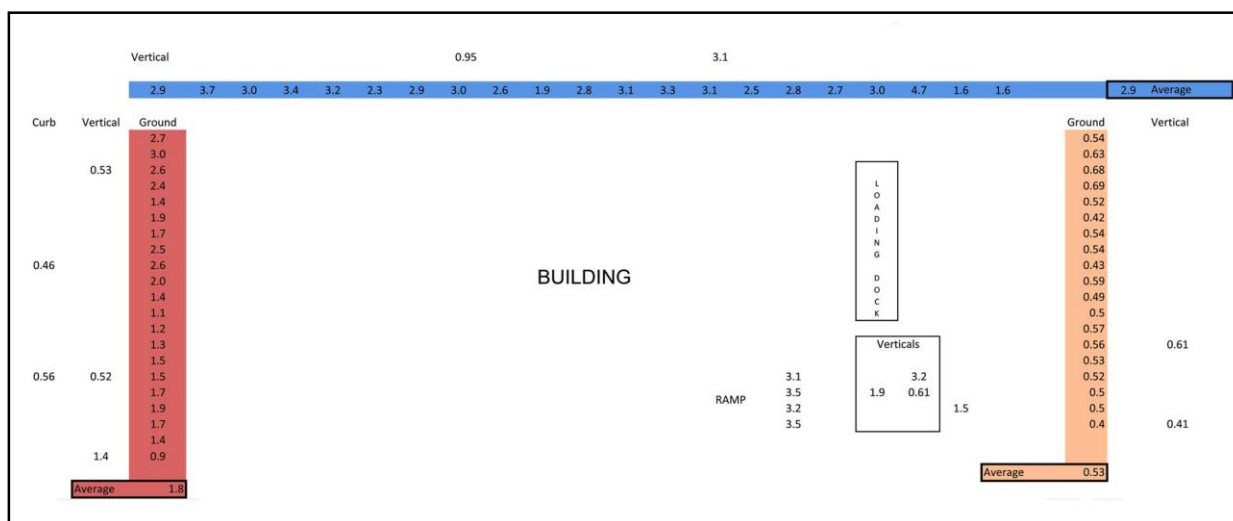 Vertical 0.95 3.1
2.9 3.7 3.0 3.4 3.2 2.3 2.9 3.0 2.6 1.9 2.8 3.1 3.3 3.1 2.5 2.8 2.7 3.0 4.7 1.6 1.6 2.9 Average
Curb Vertical Ground Ground Vertical
2.7 0.54
3.0 0.63
0.53 2.6 0.68
2.4 L 0.69
1.4 O 0.52
1.9 A 0.42
1.7 D 0.54
2.5 I 0.54
0.46 2.6 N 0.43
BUILDING
2.0 G 0.59
1.4 D 0.49
1.1 O 0.5
1.2 C 0.57
K
1.3 Verticals 0.56 0.61
1.5 0.53
0.56 0.52 1.5 3.1 3.2 0.52
1.7 RAMP 3.5 1.9 0.61 0.5
1.9 3.2 1.5 0.5
1.7 3.5 0.4 0.41
1.4
1.4 0.9
Average 0.53
Average 1.8